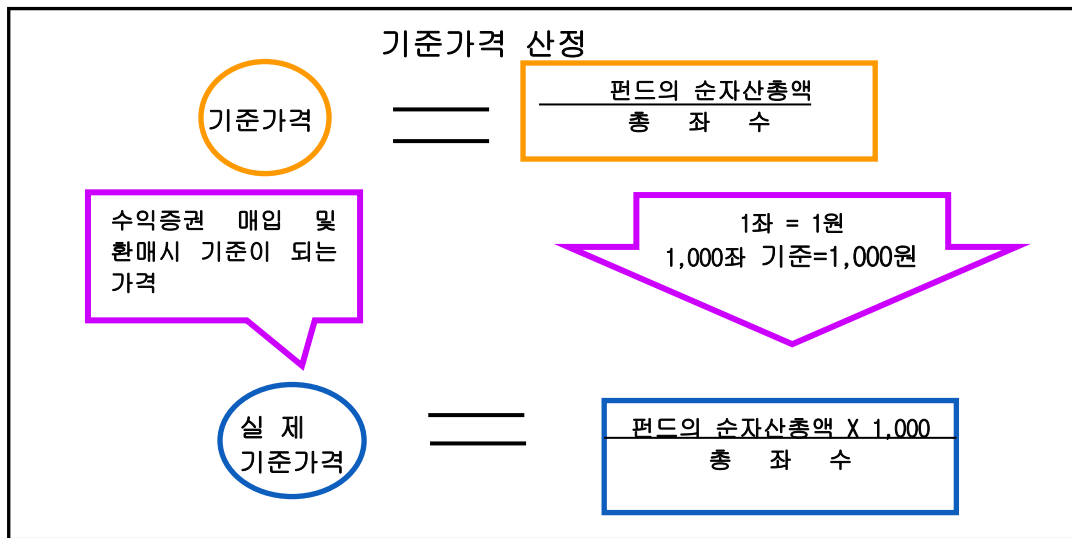 기준가격 산정
기준가격
펀드의 순자산총액
총 좌 수
수익증권 매입 및
환매시 기준이 되는
가격
1좌 = 1원
1,000좌 기준=1,000원
실 제
기준가격
펀드의 순자산총액 X 1,000
총 좌 수